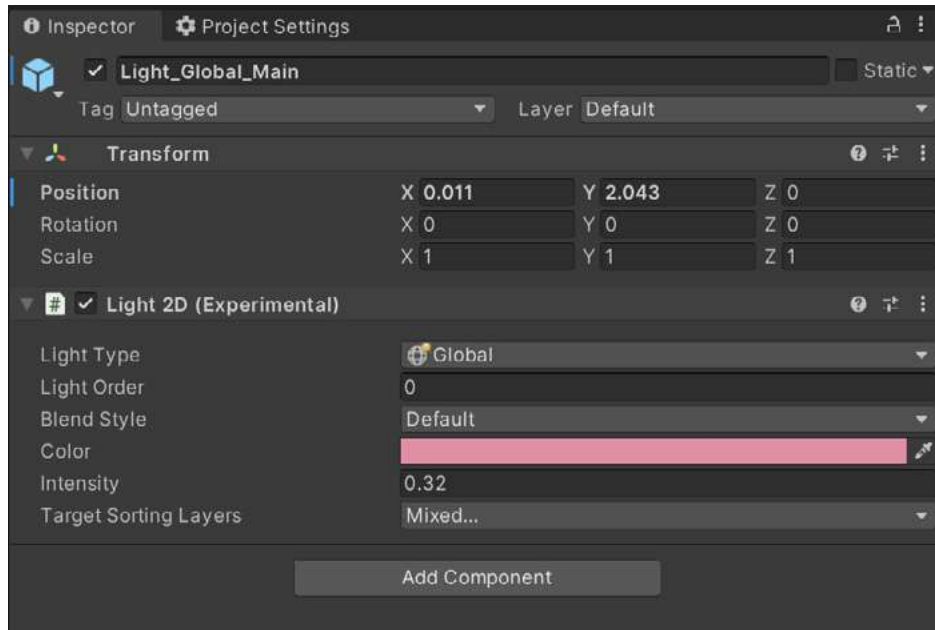 Inspector Project Settings
Light_Global_Main Static
Tag Untagged Layer Default
Transform
Position X 0.011 Y 2.043 Z 0
Rotation X 0 Y 0 Z 0
Scale X 1 Y 1 Z 1
# Light 2D (Experimental)
Light Type Global
Light Order 0
Blend Style Default
Color
Intensity 0.32
Target Sorting Layers Mixed...
Add Component